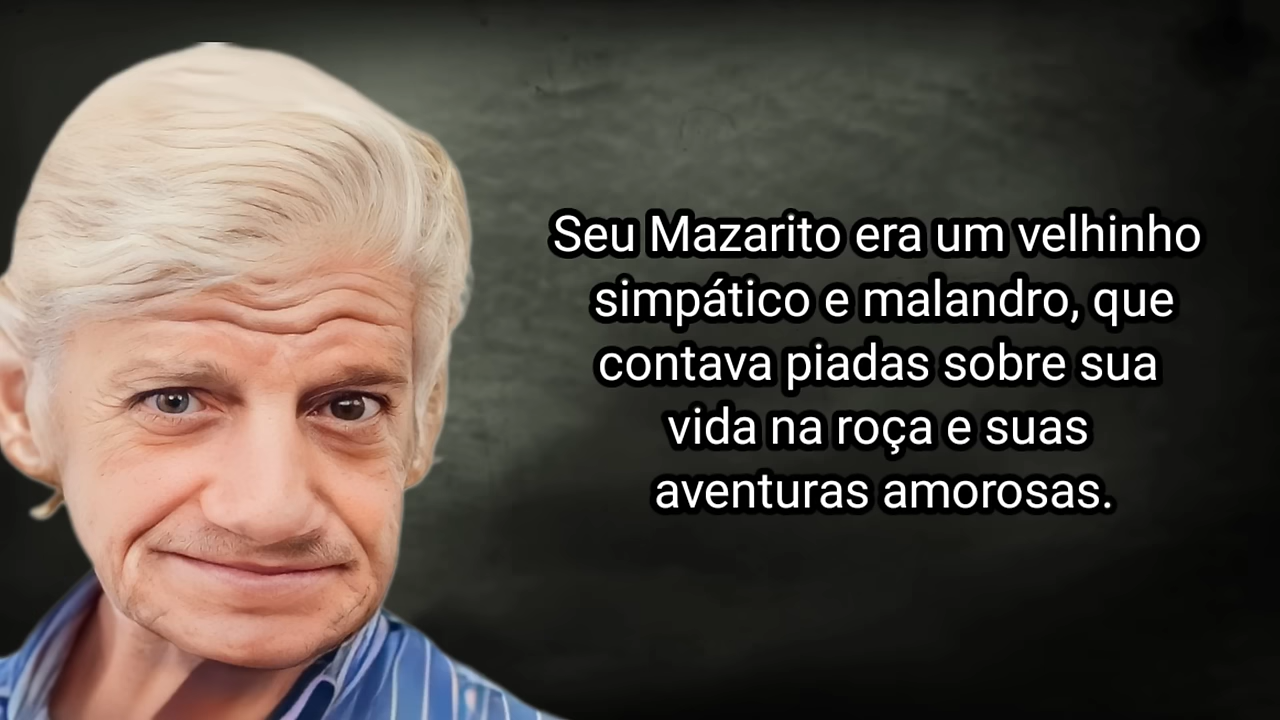 Seu Mazarito era um velhinho
simpático e malandro, que
contava piadas sobre sua
vida na roça e suas
aventuras amorosas.